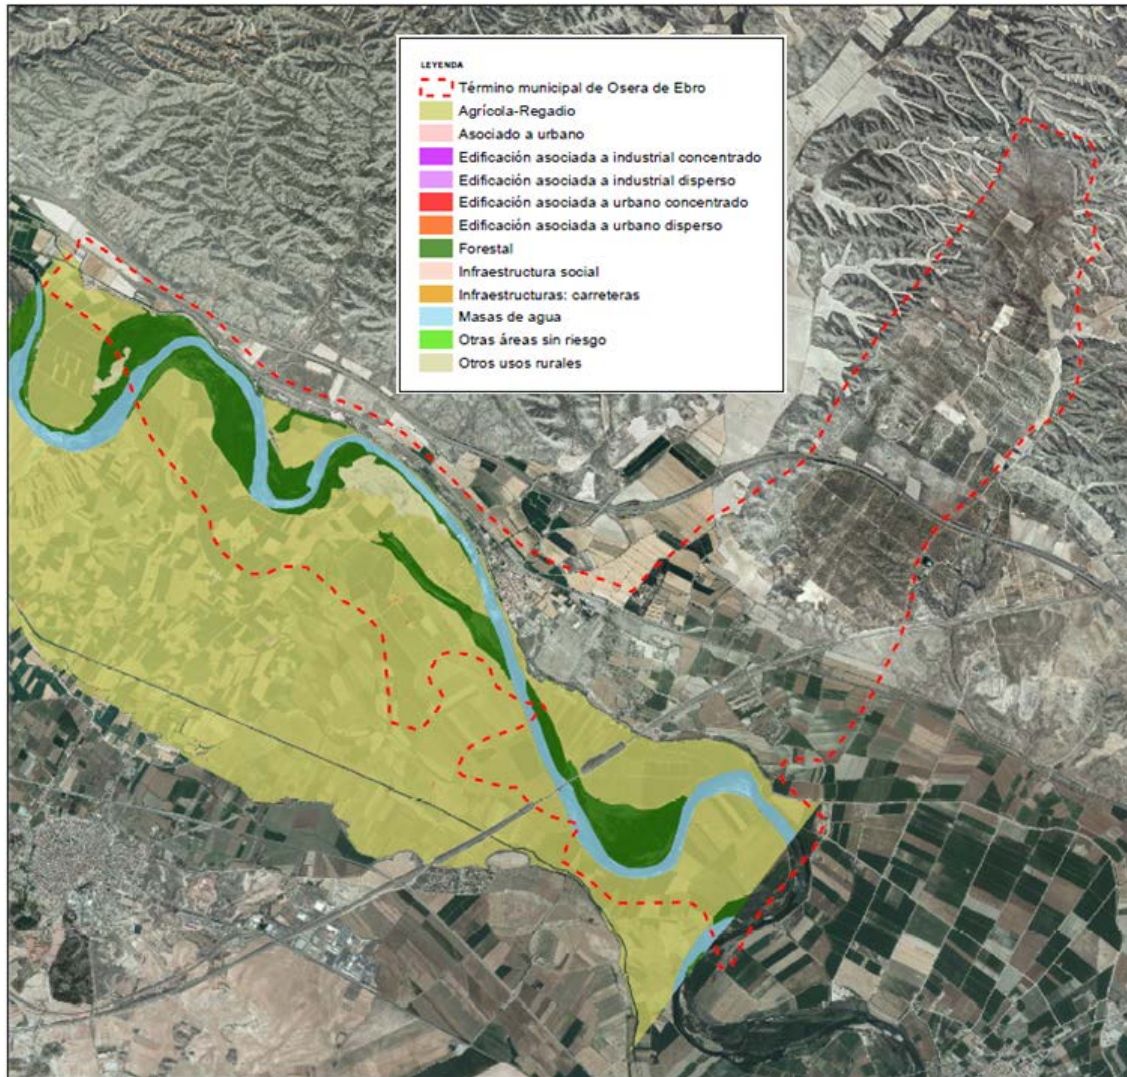 LEYENDA
Término municipal de Osera de Ebro
Agrícola-Regadio
Asociado a urbano
Edificación asociada a industrial concentrado
Edificación asociada a industrial disperso
Edificación asociada a urbano concentrado
Edificación asociada a urbano disperso
Forestal
Infraestructura social
Infraestructuras: carreteras
Masas de agua
Otras áreas sin riesgo
Otros usos rurales